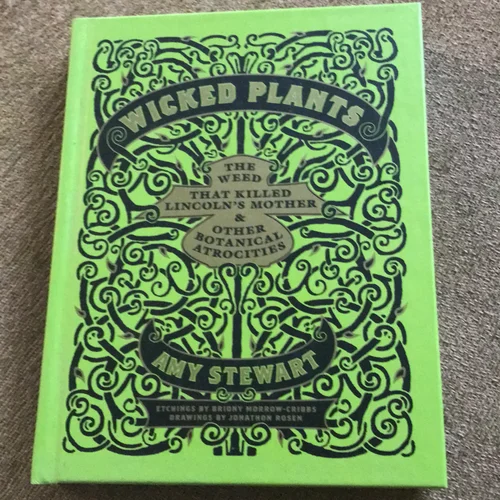 WICKED PLANTS
THE
WEED
THAT KILLED
LINCOLN'S MOTHER
&
OTHER
BOTANICAL
ATROCITIES
AMY STEWART
ETCHINGS BY BRIONY MORROW-CRIBBS
DRAWINGS BY JONATHON ROSEN